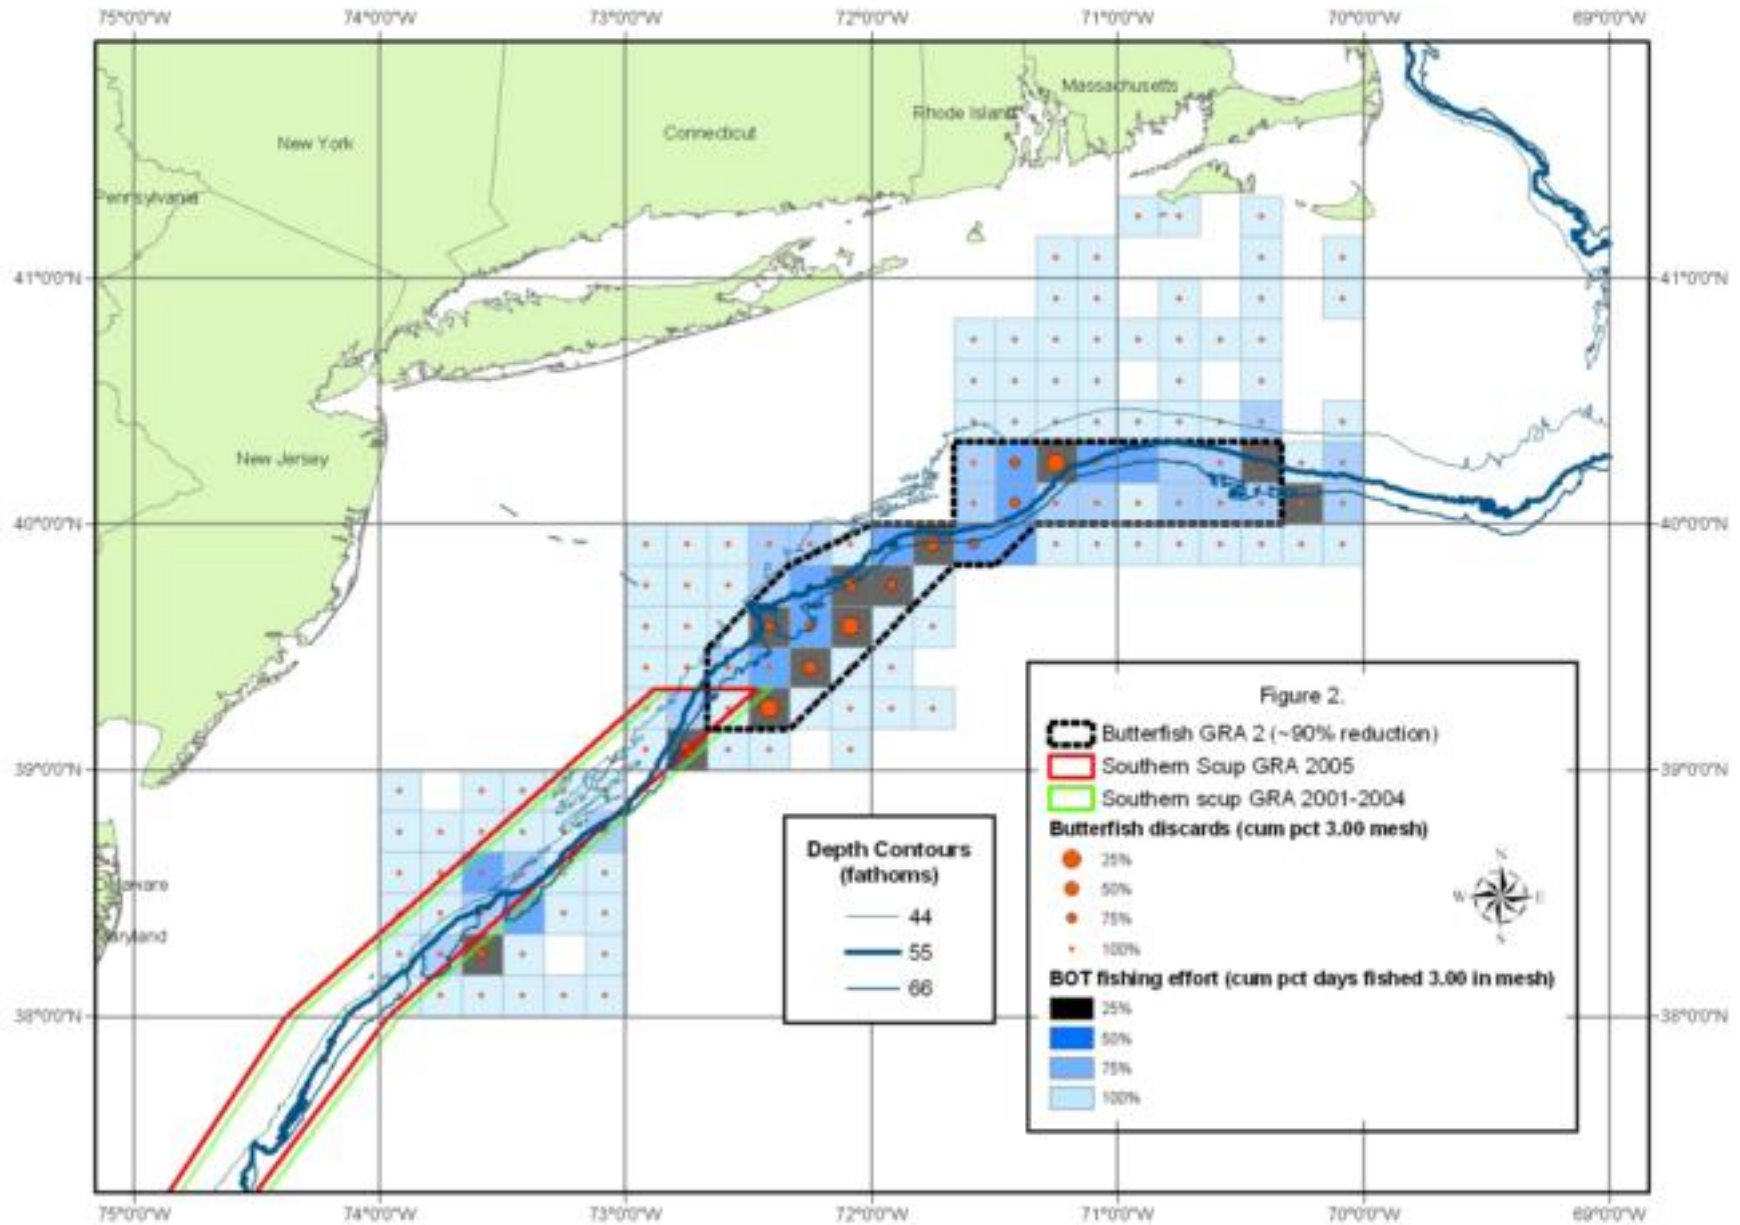 75°0'0"W 74°0'0"W 73°0'0"W 72°0'0"W 71°0'0"W 70°0'0"W 69°0'0"W
Massachusetts
Rhode Island
Connecticut
New York
Pennsylvania
41°0'0"N 41°0'0"N
New Jersey
40°0'0"N 40°0'0"N
39°0'0"N 39°0'0"N
38°0'0"N 38°0'0"N
aware
aryland
Depth Contours
(fathoms)
44
55
66
Figure 2.
Butterfish GRA 2 (~90% reduction)
Southern Scup GRA 2005
Southern scup GRA 2001-2004
Butterfish discards (cum pct 3.00 mesh)
25%
50%
75%
100%
N
W E
S
BOT fishing effort (cum pct days fished 3.00 in mesh)
25%
50%
75%
100%
75°0'0"W 74°0'0"W 73°0'0"W 72°0'0"W 71°0'0"W 70°0'0"W 69°0'0"W